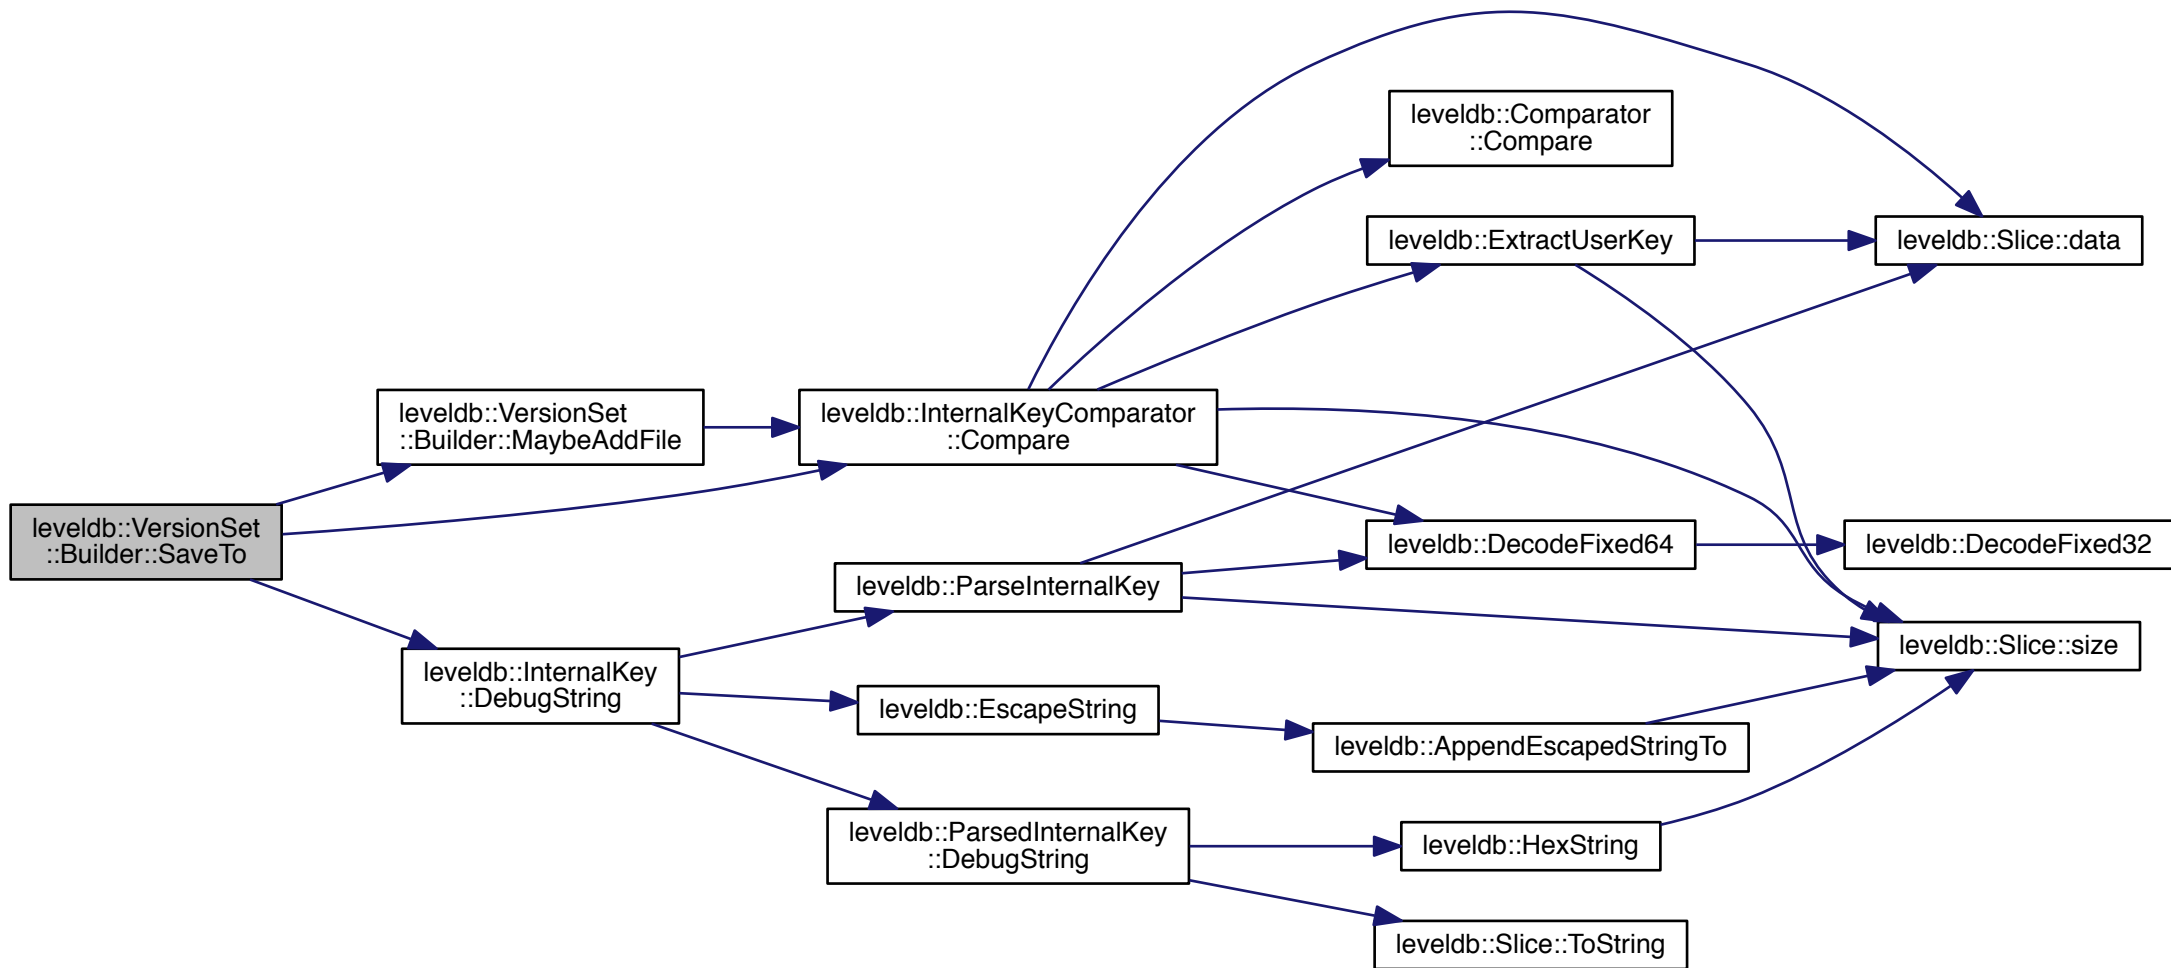 leveldb::VersionSet
::Builder::SaveTo
leveldb::VersionSet
::Builder::MaybeAddFile
leveldb::InternalKey
::DebugString
leveldb::InternalKeyComparator
::Compare
leveldb::ParseInternalKey
leveldb::EscapeString
leveldb::ParsedInternalKey
::DebugString
leveldb::Comparator
::Compare
leveldb::ExtractUserKey
leveldb::DecodeFixed64
leveldb::AppendEscapedStringTo
leveldb::HexString
leveldb::Slice::ToString
leveldb::Slice::data
leveldb::DecodeFixed32
leveldb::Slice::size